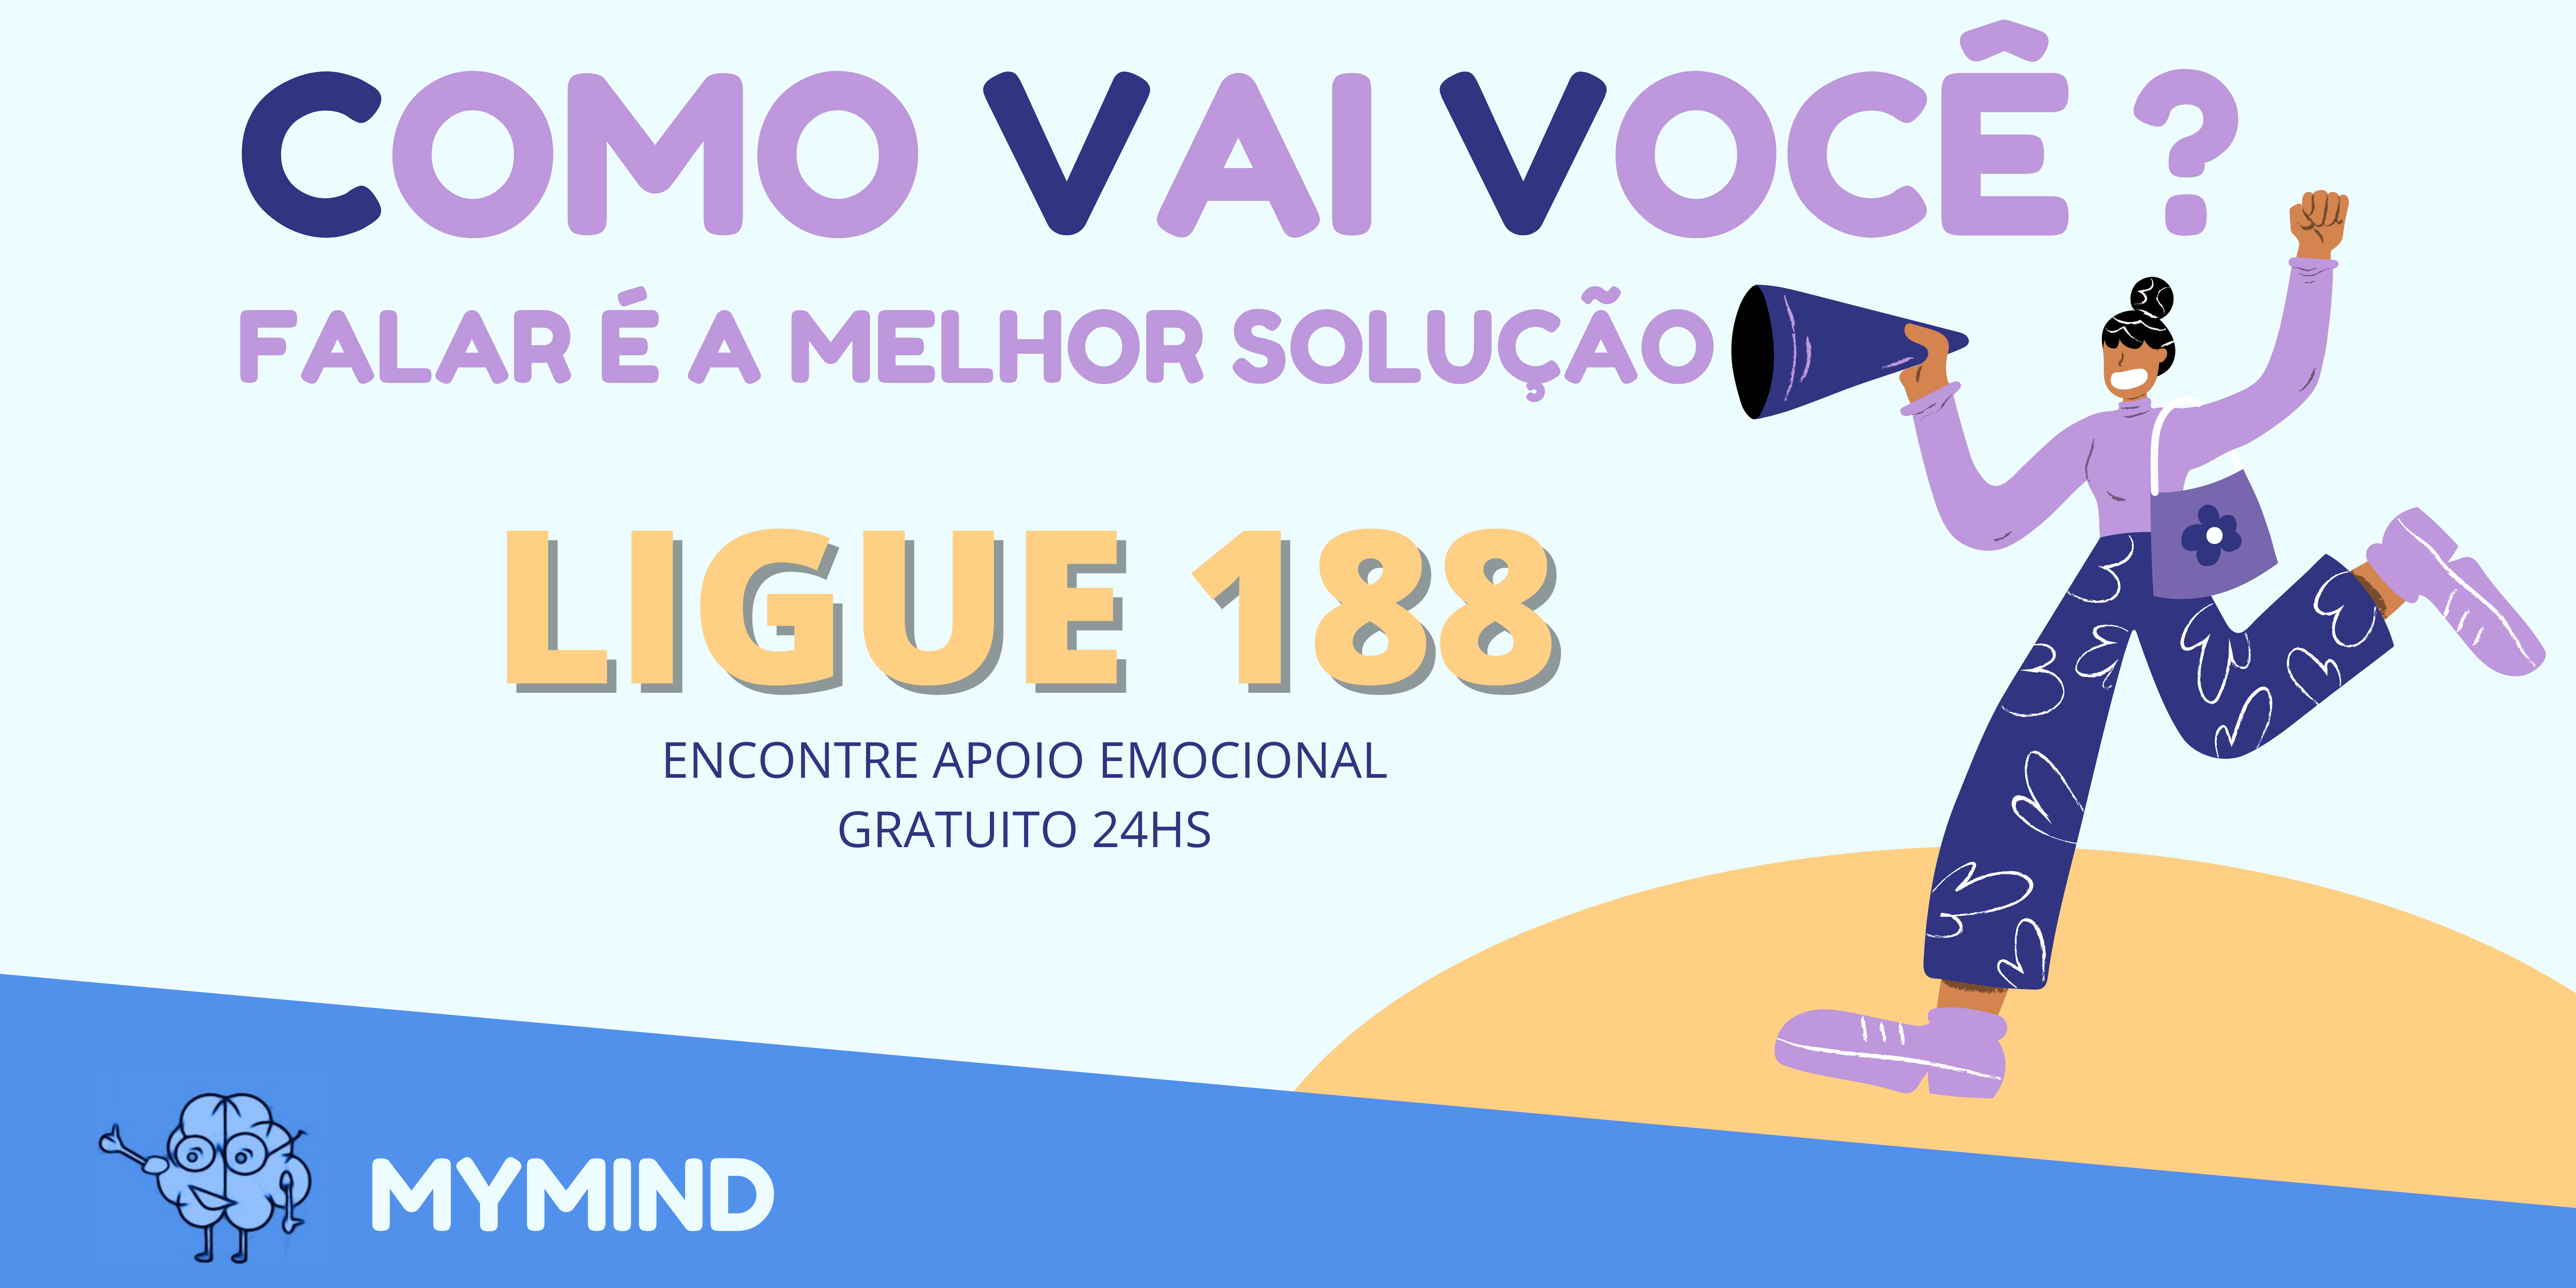 COMO VAI VOCÊ ?
FALAR É A MELHOR SOLUÇÃO
LIGUE 188
ENCONTRE APOIO EMOCIONAL
GRATUITO 24HS
MYMIND